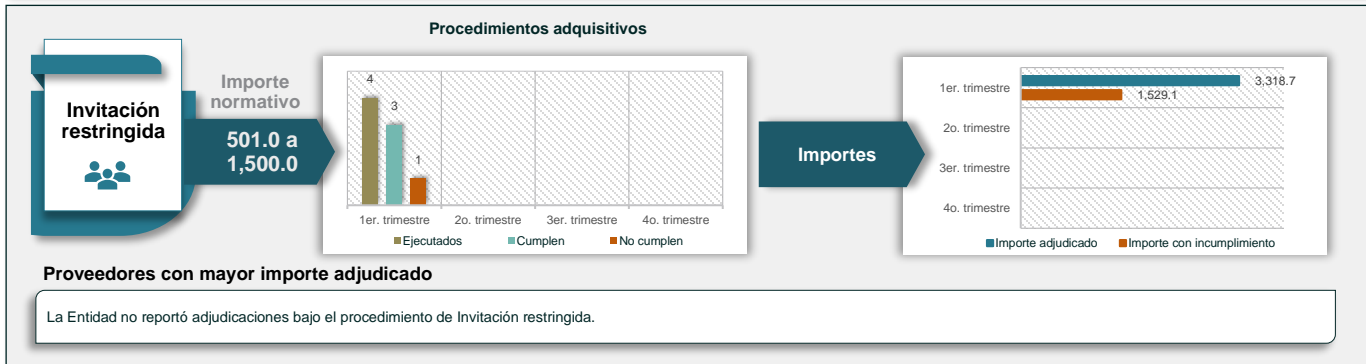 Procedimientos adquisitivos
Invitación
restringida
Importe
normativo
501.0 a
1,500.0
4
3
1
1er. trimestre
2o. trimestre
3er. trimestre
4o. trimestre
Ejecutados
Cumplen
No cumplen
Importes
1er. trimestre
3,318.7
1,529.1
2o. trimestre
3er. trimestre
4o. trimestre
Importe adjudicado
Importe con incumplimiento
Proveedores con mayor importe adjudicado
La Entidad no reportó adjudicaciones bajo el procedimiento de Invitación restringida.